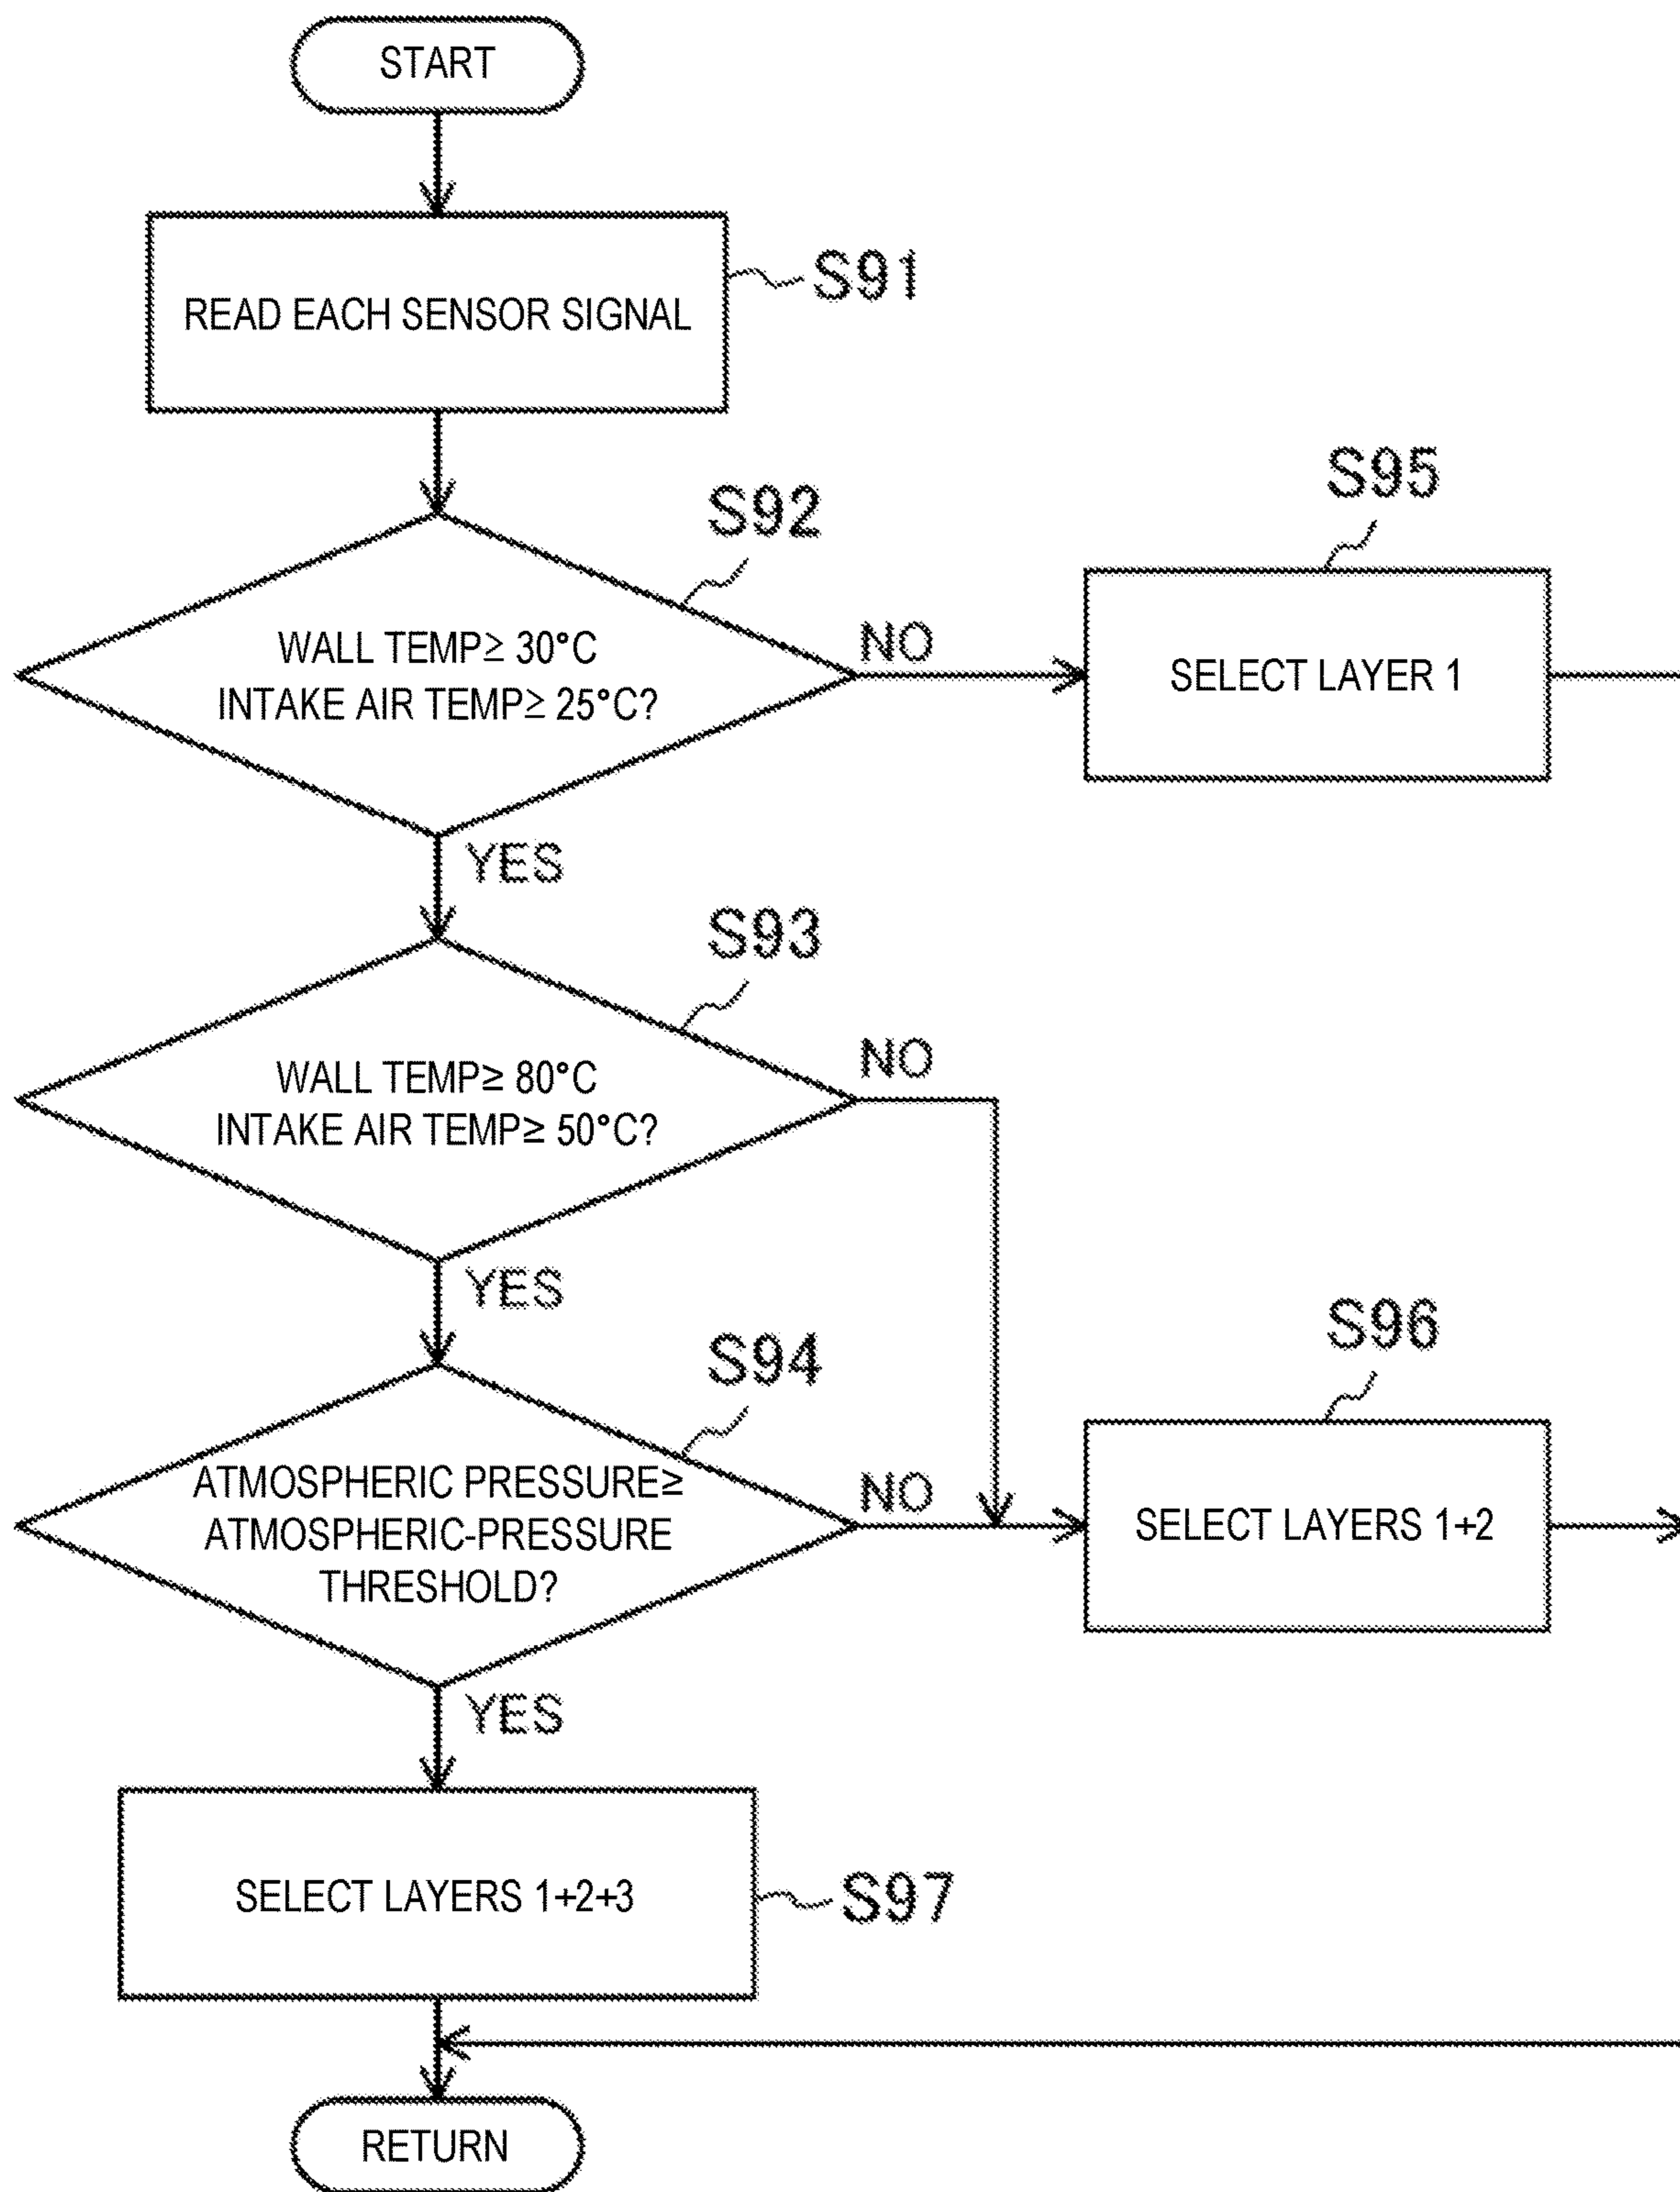 START
READ EACH SENSOR SIGNAL
S91
S92
WALL TEMP≥ 30°C
INTAKE AIR TEMP≥ 25°C?
NO
S95
SELECT LAYER 1
YES
S93
WALL TEMP≥ 80°C
INTAKE AIR TEMP≥ 50°C?
NO
YES
S94
ATMOSPHERIC PRESSURE≥
ATMOSPHERIC-PRESSURE
THRESHOLD?
NO
S96
SELECT LAYERS 1+2
YES
SELECT LAYERS 1+2+3
S97
RETURN